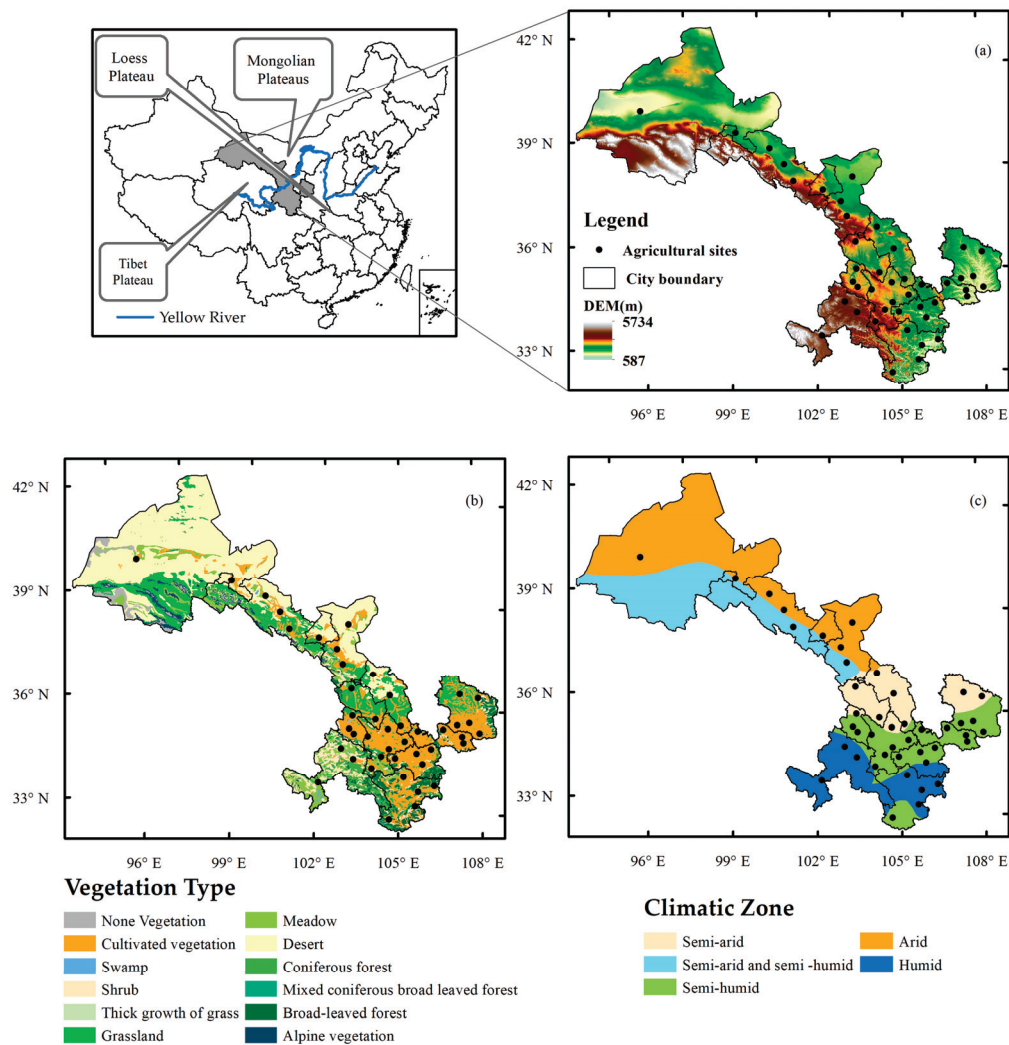 Loess
Plateau
Mongolian
Plateaus
Tibet
Plateau
Yellow River
(a)
42° N
39° N
36° N
33° N
Legend
Agricultural sites
City boundary
DEM(m)
5734
587
96° E 99° E 102° E 105° E 108° E
(b)
42° N
39° N
36° N
33° N
96° E 99° E 102° E 105° E 108° E
Vegetation Type
None Vegetation
Cultivated vegetation
Swamp
Shrub
Thick growth of grass
Grassland
Meadow
Desert
Coniferous forest
Mixed coniferous broad leaved forest
Broad-leaved forest
Alpine vegetation
(c)
42° N
39° N
36° N
33° N
96° E 99° E 102° E 105° E 108° E
Climatic Zone
Semi-arid
Semi-arid and semi -humid
Semi-humid
Arid
Humid